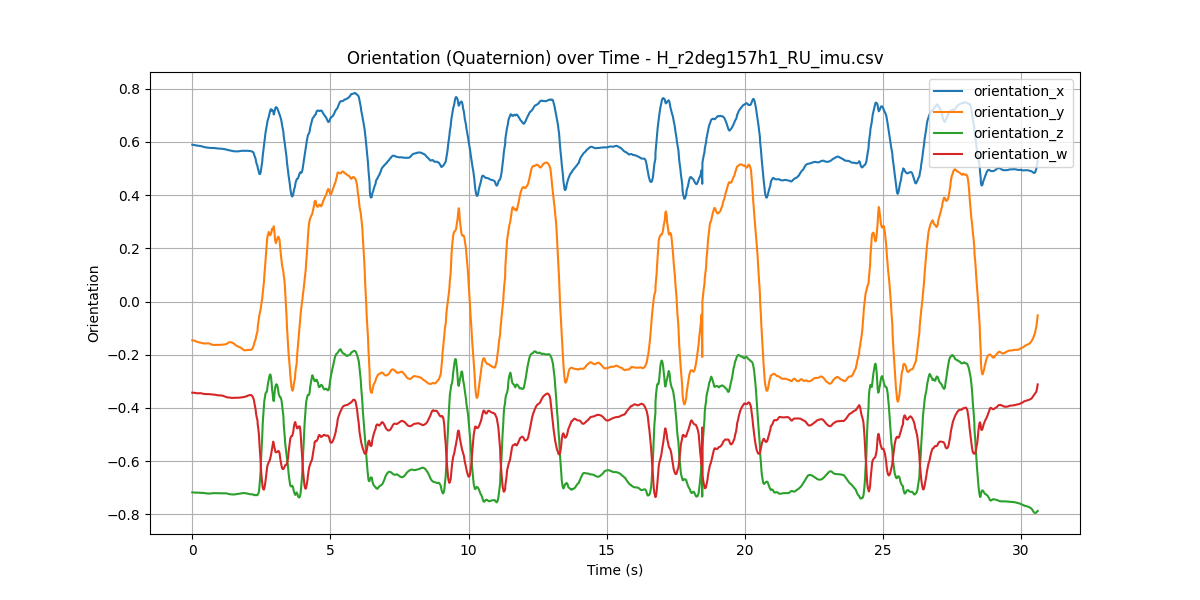 Orientation (Quaternion) over Time - H_r2deg157h1_RU_imu.csv
orientation_x
orientation_y
orientation_z
orientation_w
Orientation
0.8
0.6
0.4
0.2
0.0
−0.2
−0.4
−0.6
−0.8
0 5 10 15 20 25 30
Time (s)